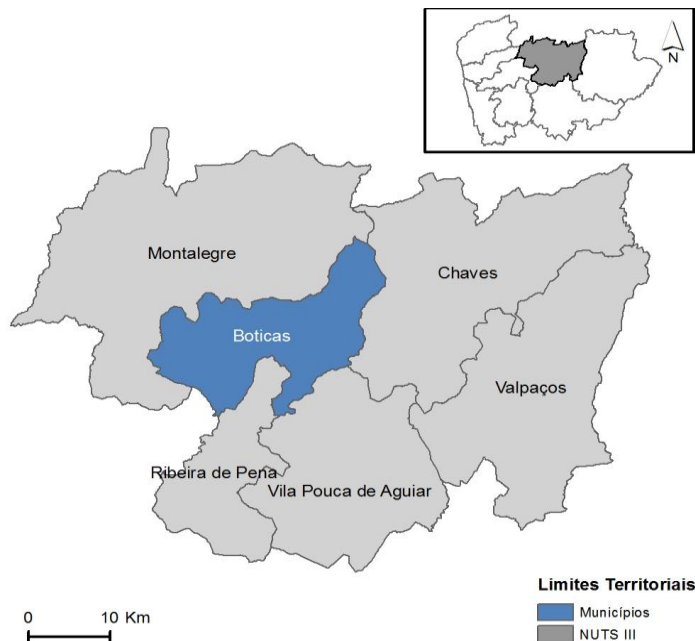 N
Montalegre
Chaves
Boticas
Valpaços
Ribeira de Pena
Vila Pouca de Aguiar
Limites Territoriais
0 10 Km
Municípios
NUTS III